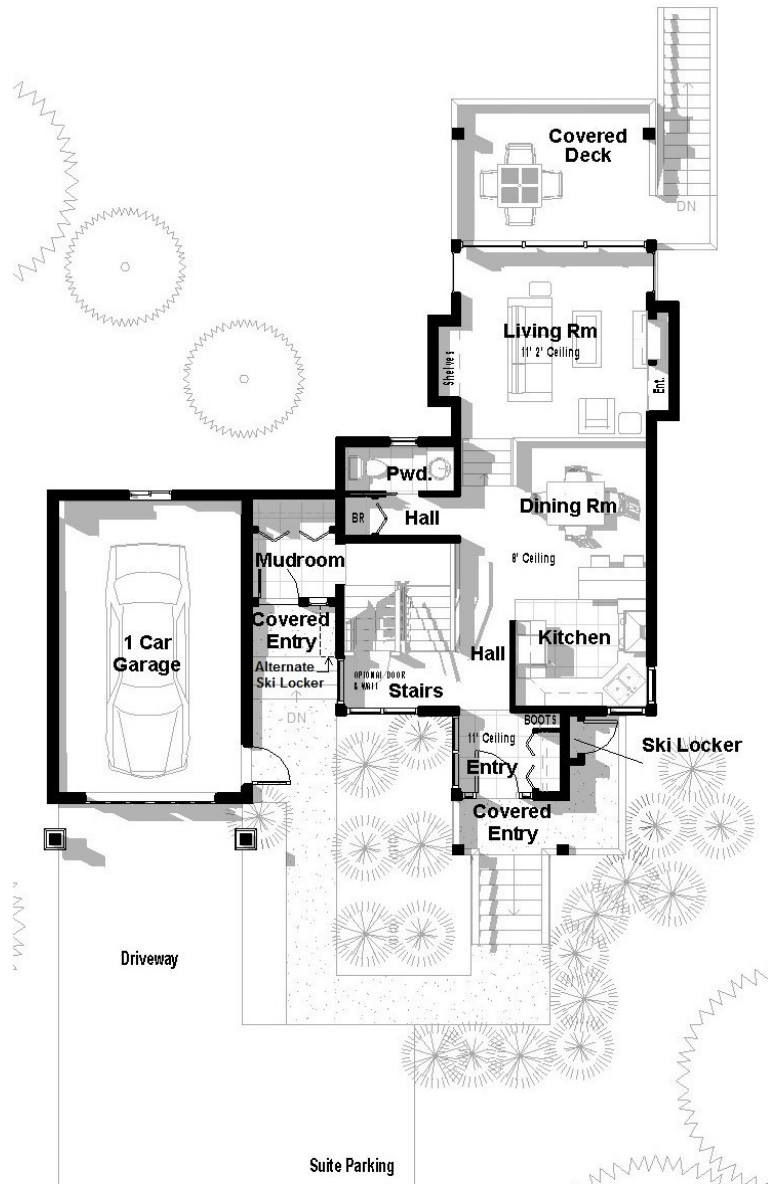 Covered
Deck
DN
Living Rm
11' 2' Ceiling
Shelves
Ent.
Pwd.
BR
Hall
Dining Rm
8' Ceiling
Mudroom
Covered
Entry
1 Car
Garage
Kitchen
Hall
Alternate
Ski Locker
OPTIONAL DOOR
& WALL
Stairs
DN
BOOTS
11' Ceiling
Ski Locker
Entry
Covered
Entry
Driveway
Suite Parking